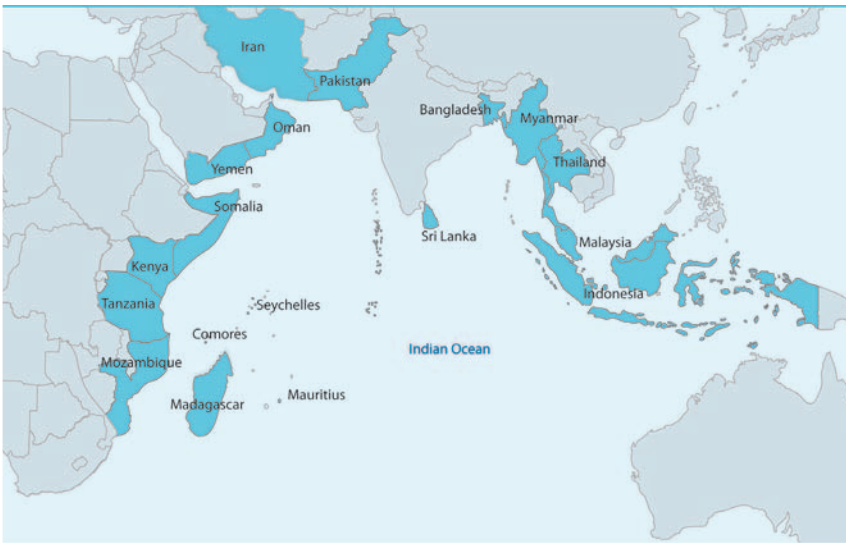 Iran
Pakistan
Bangladesh
Myanmar
Oman
Thailand
Yemen
Somalia
Sri Lanka
Malaysia
Kenya
Indonesia
Tanzania
Seychelles
Comores
Indian Ocean
Mozambique
Mauritius
Madagascar